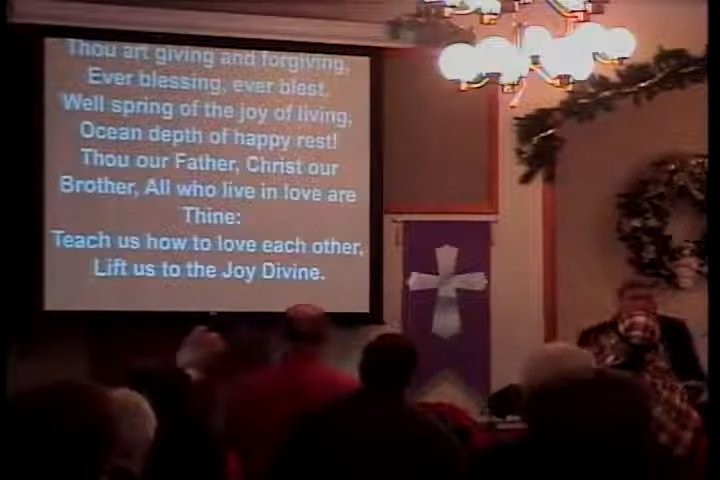 Thou art giving and forgiving,
Ever blessing, ever blest,
Well spring of the joy of living,
Ocean depth of happy rest!
Thou our Father, Christ our
Brother, All who live in love are
Thine:
Teach us how to love each other,
Lift us to the Joy Divine.